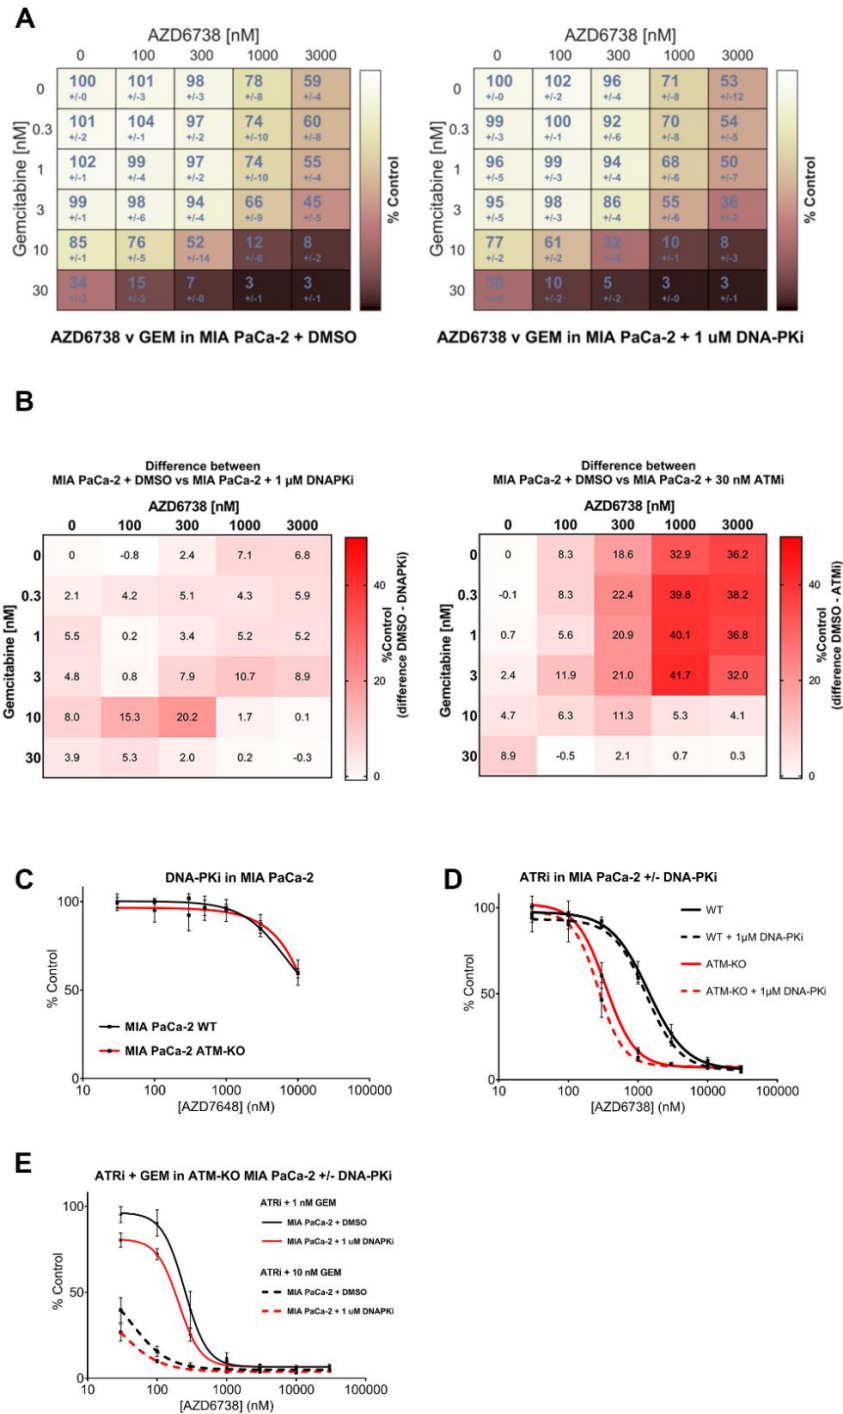 A
AZD6738 [nM]
0 100 300 1000 3000
Gemcitabine [nM]
0 100 +/-0 101 +/-3 98 +/-3 78 +/-8 59 +/-4
0.3 101 +/-2 104 +/-1 97 +/-2 74 +/-10 60 +/-8
1 102 +/-1 99 +/-4 97 +/-2 74 +/-10 55 +/-4
3 99 +/-1 98 +/-6 94 +/-4 66 +/-9 45 +/-5
10 85 +/-1 76 +/-5 52 +/-14 12 +/-6 8 +/-2
30 34 +/-2 15 +/-3 7 +/-0 3 +/-1 3 +/-1
% Control
AZD6738 v GEM in MIA PaCa-2 + DMSO
AZD6738 [nM]
0 100 300 1000 3000
Gemcitabine [nM]
0 100 +/-0 102 +/-2 96 +/-4 71 +/-8 53 +/-12
0.3 99 +/-3 100 +/-1 92 +/-6 70 +/-8 54 +/-5
1 96 +/-5 99 +/-3 94 +/-4 68 +/-6 50 +/-7
3 95 +/-5 98 +/-3 86 +/-4 55 +/-6 36 +/-2
10 77 +/-2 61 +/-2 32 +/-4 10 +/-1 8 +/-3
30 30 10 +/-2 5 +/-2 3 +/-0 3 +/-1
% Control
AZD6738 v GEM in MIA PaCa-2 + 1 uM DNA-PKi
B
Difference between
MIA PaCa-2 + DMSO vs MIA PaCa-2 + 1 µM DNAPKi
AZD6738 [nM]
0 100 300 1000 3000
Gemcitabine [nM]
0 0 -0.8 2.4 7.1 6.8
0.3 2.1 4.2 5.1 4.3 5.9
1 5.5 0.2 3.4 5.2 5.2
3 4.8 0.8 7.9 10.7 8.9
10 8.0 15.3 20.2 1.7 0.1
30 3.9 5.3 2.0 0.2 -0.3
40
20
0
%Control
(difference DMSO - DNAPKi)
Difference between
MIA PaCa-2 + DMSO vs MIA PaCa-2 + 30 nM ATMi
AZD6738 [nM]
0 100 300 1000 3000
Gemcitabine [nM]
0 0 8.3 18.6 32.9 36.2
0.3 -0.1 8.3 22.4 39.8 38.2
1 0.7 5.6 20.9 40.1 36.8
3 2.4 11.9 21.0 41.7 32.0
10 4.7 6.3 11.3 5.3 4.1
30 8.9 -0.5 2.1 0.7 0.3
40
20
0
%Control
(difference DMSO - ATMi)
C
DNA-PKi in MIA PaCa-2
% Control
100
50
0
MIA PaCa-2 WT
MIA PaCa-2 ATM-KO
10 100 1000 10000 100000
[AZD7648] (nM)
D
ATRi in MIA PaCa-2 +/- DNA-PKi
% Control
100
50
0
WT
WT + 1µM DNA-PKi
ATM-KO
ATM-KO + 1µM DNA-PKi
10 100 1000 10000 100000
[AZD6738] (nM)
E
ATRi + GEM in ATM-KO MIA PaCa-2 +/- DNA-PKi
% Control
100
50
0
ATRi + 1 nM GEM
MIA PaCa-2 + DMSO
MIA PaCa-2 + 1 uM DNAPKi
ATRi + 10 nM GEM
MIA PaCa-2 + DMSO
MIA PaCa-2 + 1 uM DNAPKi
10 100 1000 10000 100000
[AZD6738] (nM)